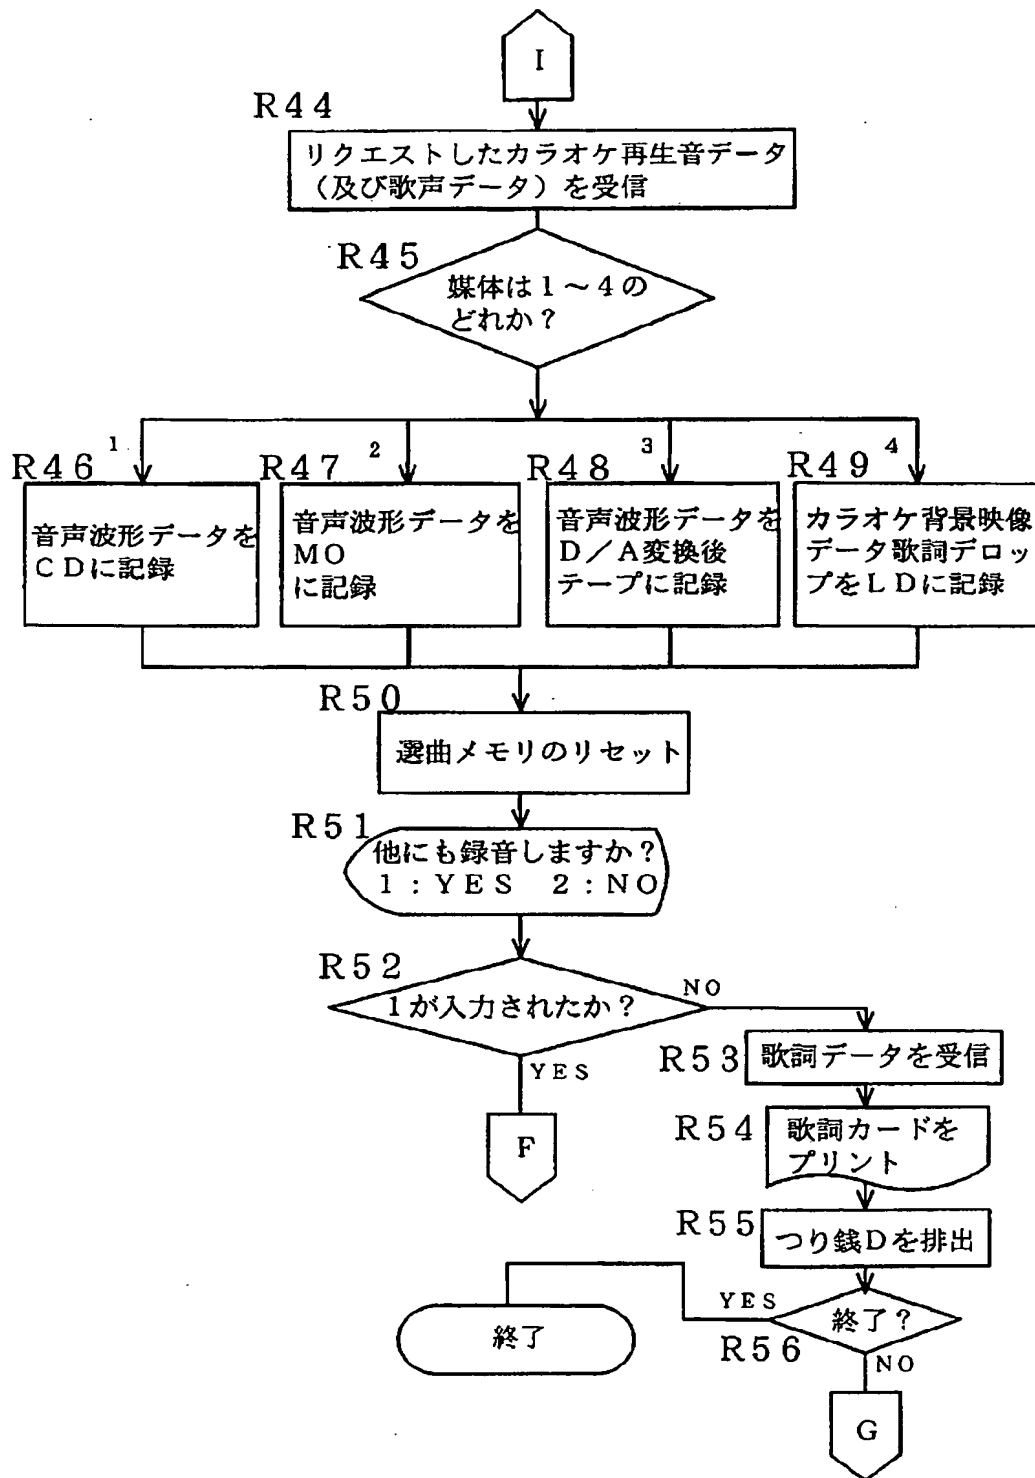 I
R44
リクエストしたカラオケ再生音データ
(及び歌声データ)を受信
R45
媒体は1~4の
どれか?
1
2
3
4
R46
R47
R48
R49
音声波形データを
CDに記録
音声波形データを
MO
に記録
音声波形データを
D/A変換後
テープに記録
カラオケ背景映像
データ歌詞デロッ
プをLDに記録
R50
選曲メモリのリセット
R51
他にも録音しますか?
1:YES 2:NO
R52
1が入力されたか?
NO
YES
R53
歌詞データを受信
F
R54
歌詞カードを
プリント
R55
つり銭Dを排出
YES
終了?
終了
R56
NO
G